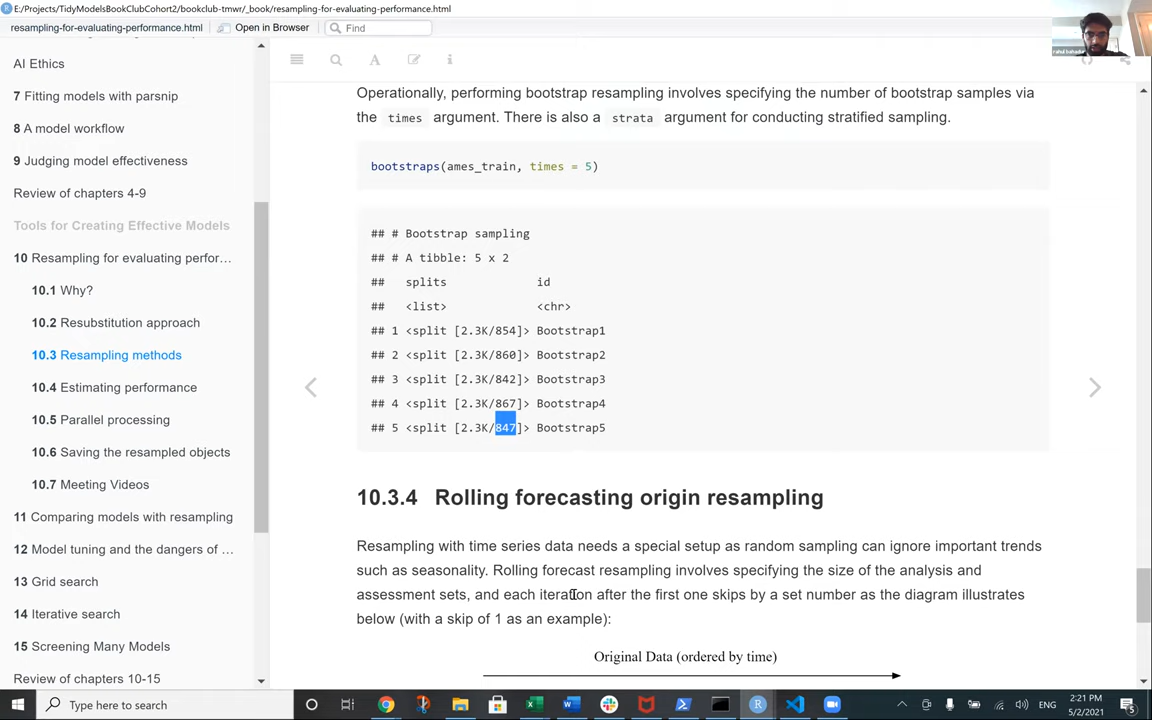 E:/Projects/TidyModelsBookClubCohort2/bookclub-tmwr/_book/resampling-for-evaluating-performance.html
resampling-for-evaluating-performance.html
Open in Browser
Find
AI Ethics
7 Fitting models with parsnip
8 A model workflow
9 Judging model effectiveness
Review of chapters 4-9
Tools for Creating Effective Models
10 Resampling for evaluating perfor…
10.1 Why?
10.2 Resubstitution approach
10.3 Resampling methods
10.4 Estimating performance
10.5 Parallel processing
10.6 Saving the resampled objects
10.7 Meeting Videos
11 Comparing models with resampling
12 Model tuning and the dangers of …
13 Grid search
14 Iterative search
15 Screening Many Models
Review of chapters 10-15
Operationally, performing bootstrap resampling involves specifying the number of bootstrap samples via
the times argument. There is also a strata argument for conducting stratified sampling.
bootstraps(ames_train, times = 5)
## # Bootstrap sampling
## # A tibble: 5 x 2
## splits id
## <list> <chr>
## 1 <split [2.3K/854]> Bootstrap1
## 2 <split [2.3K/860]> Bootstrap2
## 3 <split [2.3K/842]> Bootstrap3
## 4 <split [2.3K/867]> Bootstrap4
## 5 <split [2.3K/847]> Bootstrap5
10.3.4 Rolling forecasting origin resampling
Resampling with time series data needs a special setup as random sampling can ignore important trends
such as seasonality. Rolling forecast resampling involves specifying the size of the analysis and
assessment sets, and each iteration after the first one skips by a set number as the diagram illustrates
below (with a skip of 1 as an example):
Original Data (ordered by time)
Type here to search
ENG
2:21 PM
5/2/2021